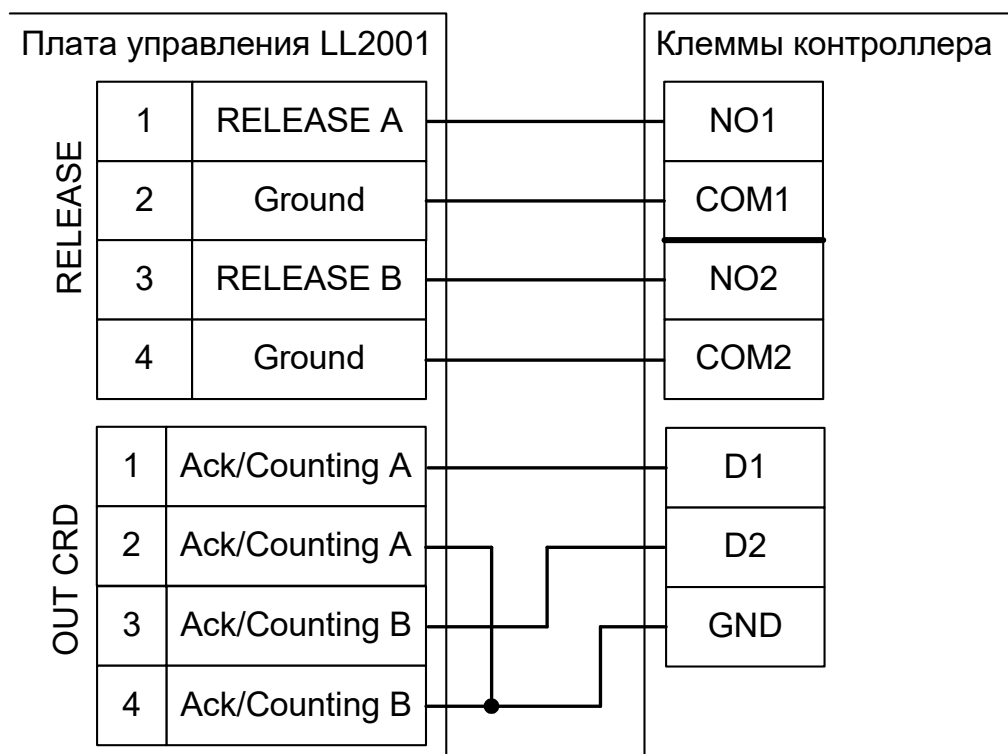 Плата управления LL2001
Клеммы контроллера
RELEASE
1 RELEASE A NO1
2 Ground COM1
3 RELEASE B NO2
4 Ground COM2
OUT CRD
1 Ack/Counting A D1
2 Ack/Counting A D2
3 Ack/Counting B GND
4 Ack/Counting B